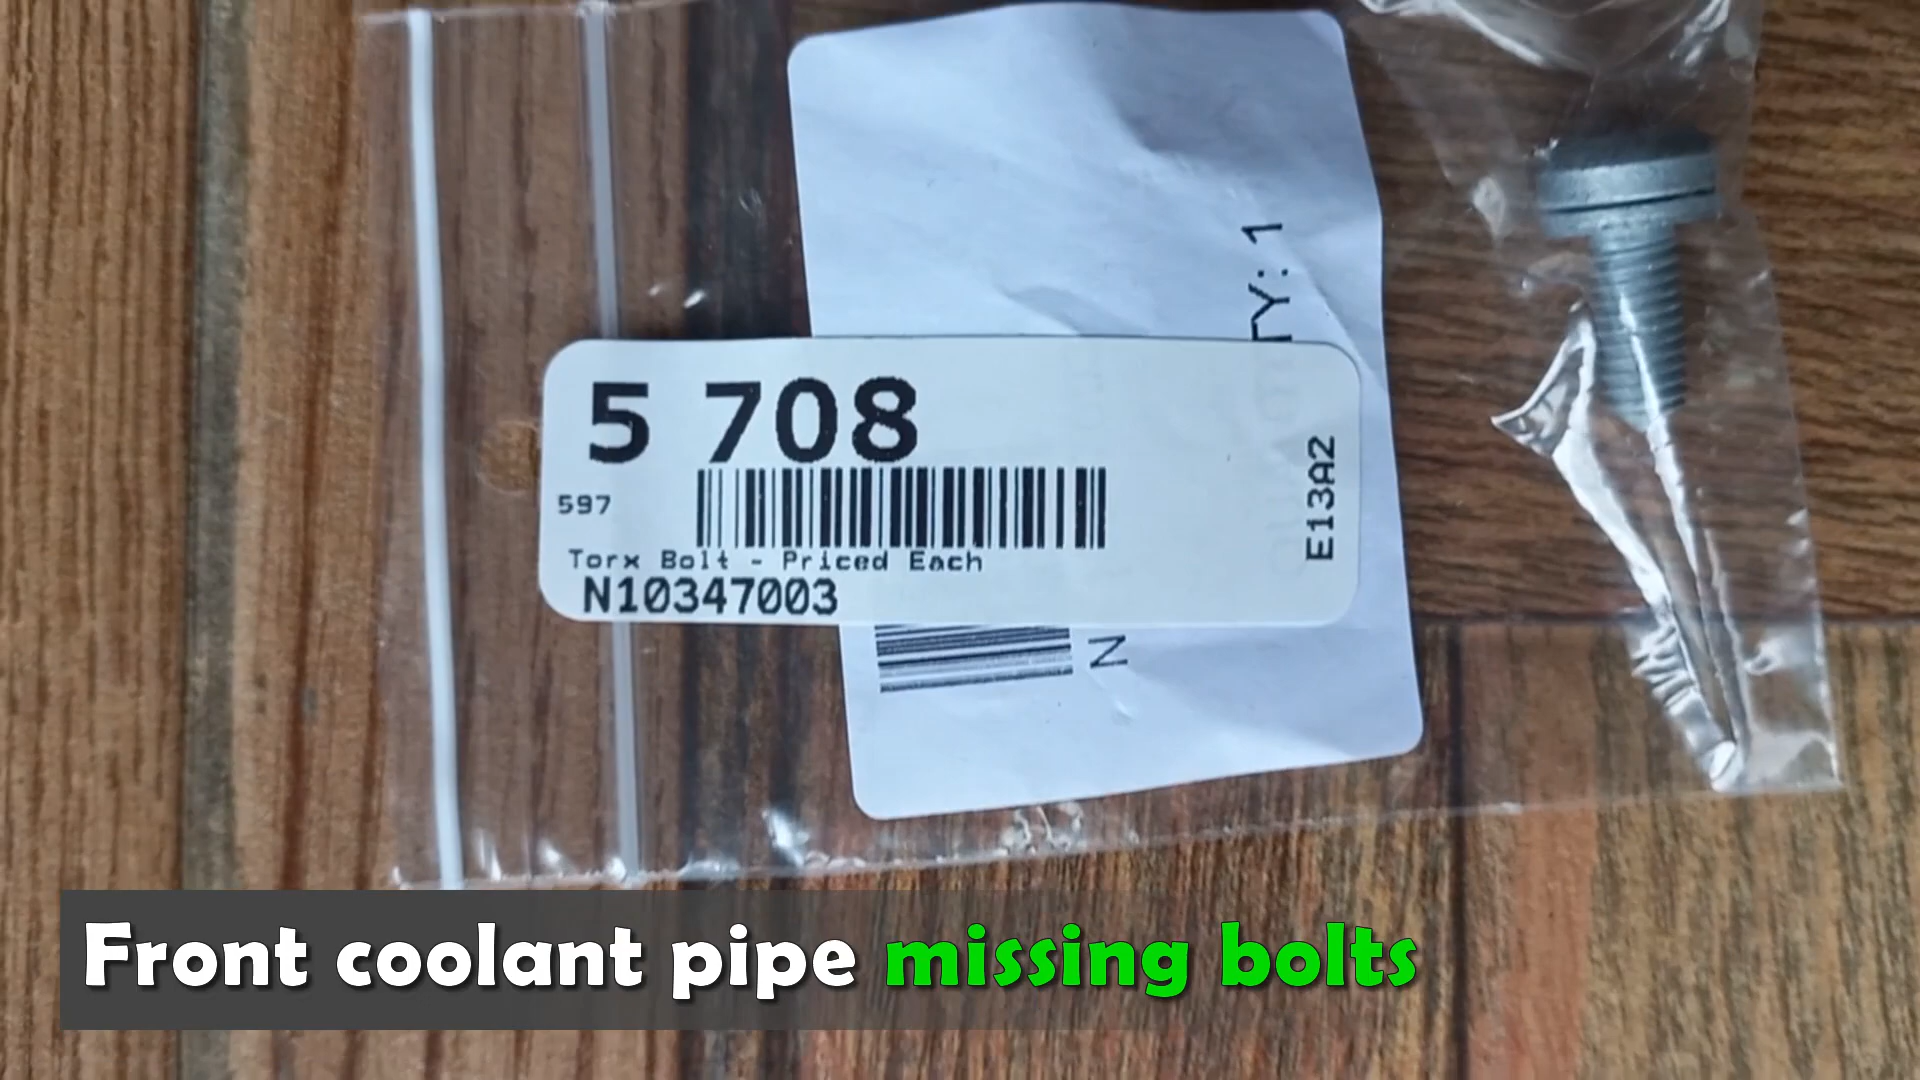 TY: 1
5 708
597
E13A2
Torx Bolt - Priced Each
N10347003
N
Front coolant pipe missing bolts